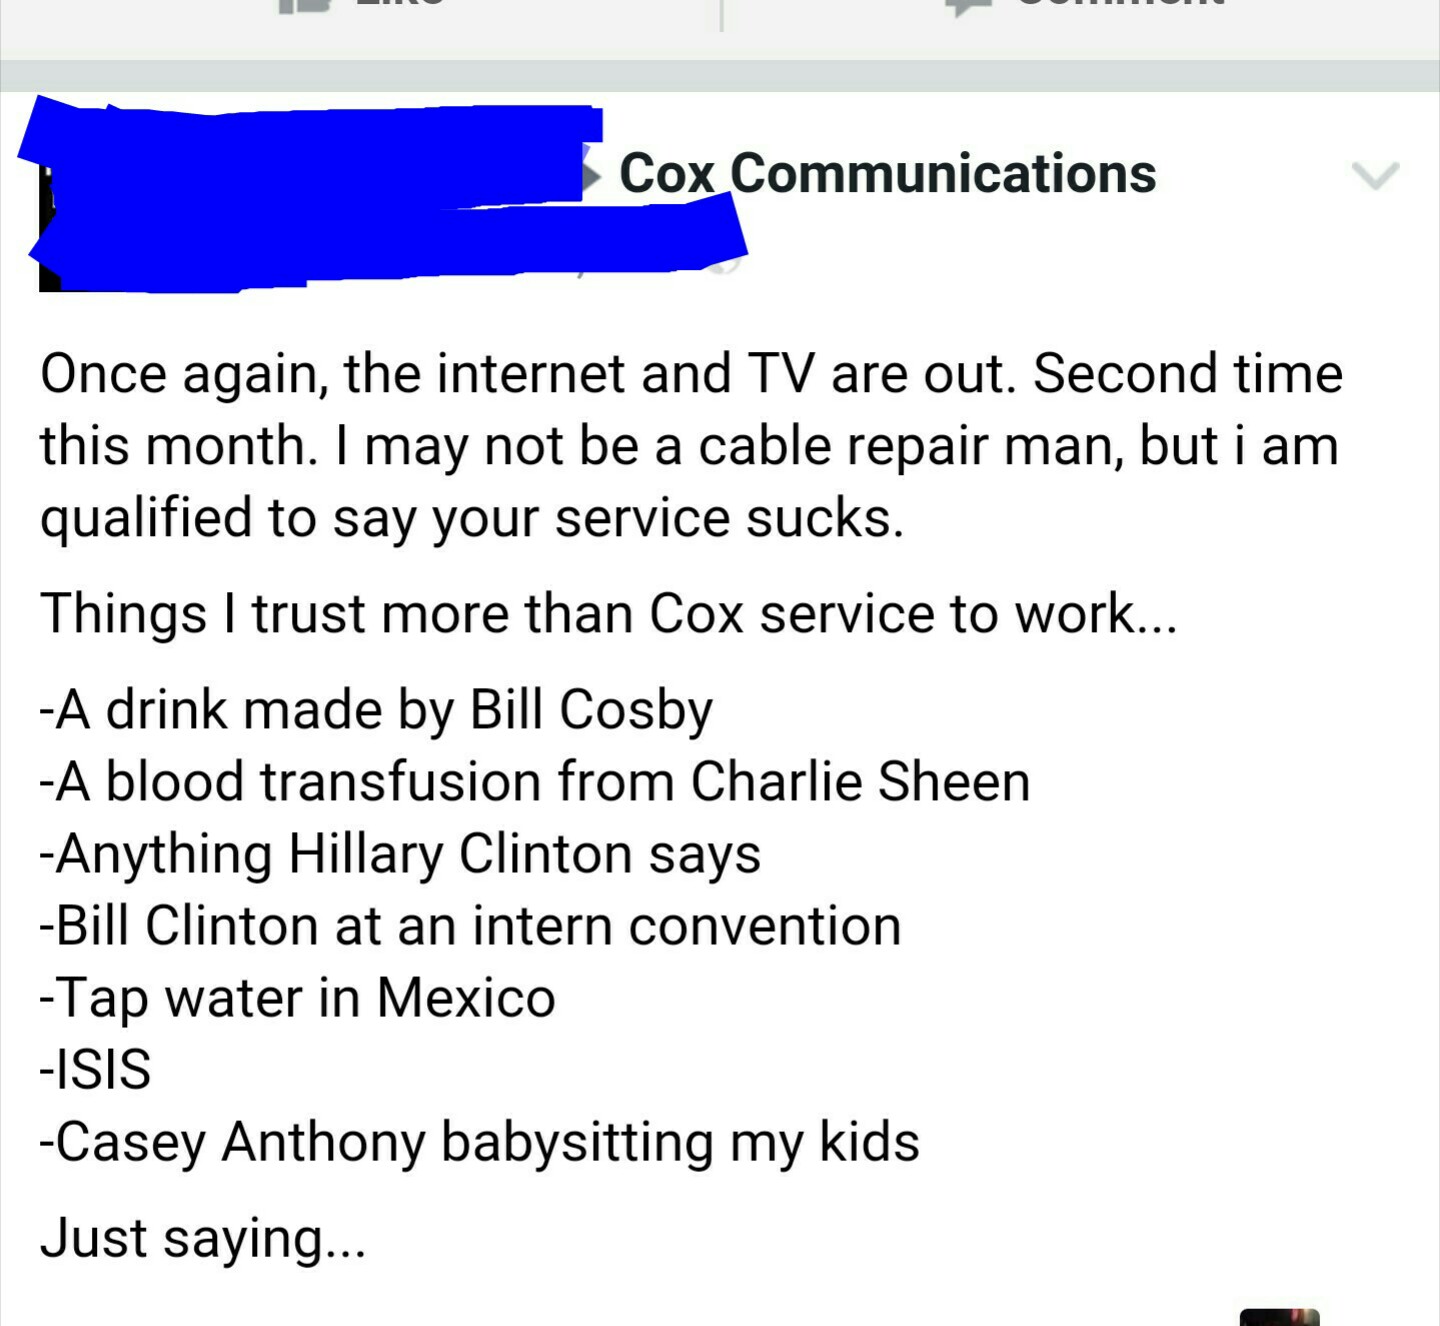 Cox Communications
Once again, the internet and TV are out. Second time
this month. I may not be a cable repair man, but i am
qualified to say your service sucks.
Things I trust more than Cox service to work...
-A drink made by Bill Cosby
-A blood transfusion from Charlie Sheen
-Anything Hillary Clinton says
-Bill Clinton at an intern convention
-Tap water in Mexico
-ISIS
-Casey Anthony babysitting my kids
Just saying...